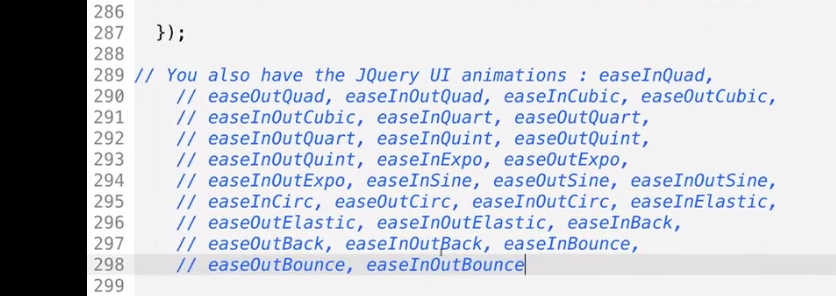 286
287 });
288
289 // You also have the JQuery UI animations : easeInQuad,
290 // easeOutQuad, easeInOutQuad, easeInCubic, easeOutCubic,
291 // easeInOutCubic, easeInQuart, easeOutQuart,
292 // easeInOutQuart, easeInQuint, easeOutQuint,
293 // easeInOutQuint, easeInExpo, easeOutExpo,
294 // easeInOutExpo, easeInSine, easeOutSine, easeInOutSine,
295 // easeInCirc, easeOutCirc, easeInOutCirc, easeInElastic,
296 // easeOutElastic, easeInOutElastic, easeInBack,
297 // easeOutBack, easeInOutBack, easeInBounce,
298 // easeOutBounce, easeInOutBounce
299